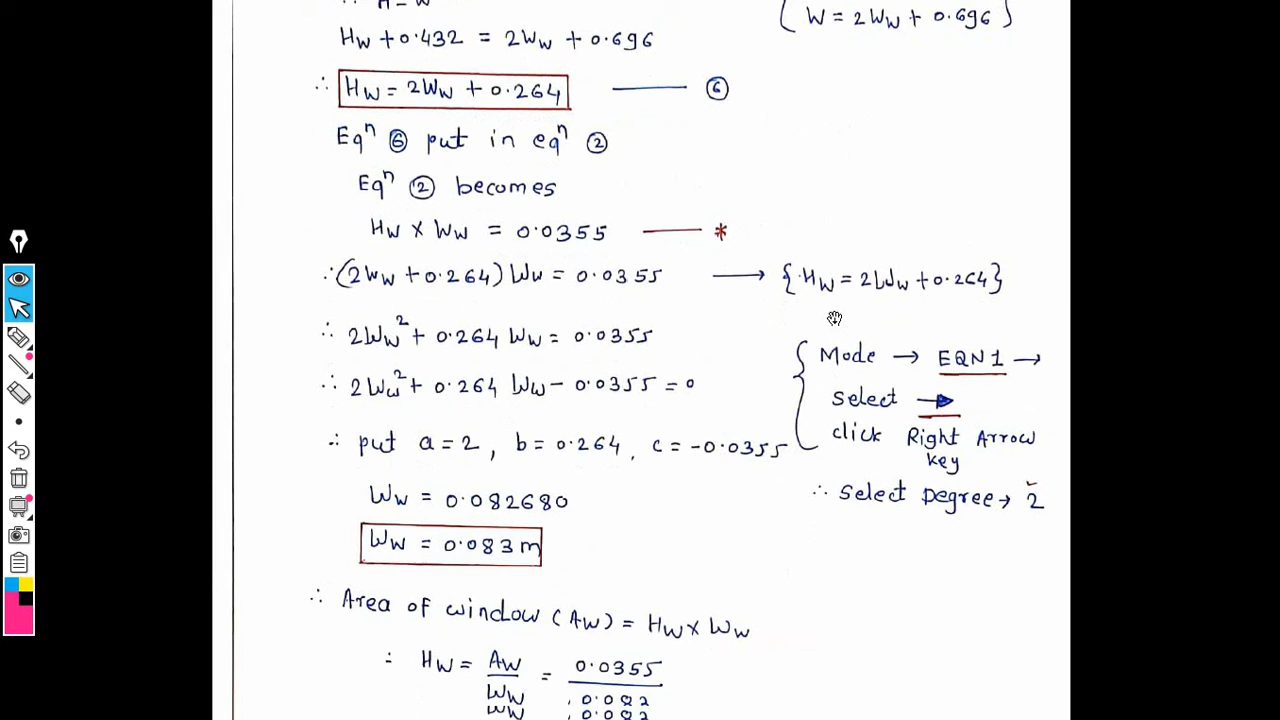 ∴ H = W
(W = 2Ww + 0.696)
Hw + 0.432 = 2Ww + 0.696
∴ Hw = 2Ww + 0.264 —— ⑥
Eqⁿ ⑥ put in eqⁿ ②
Eqⁿ ② becomes
Hw × Ww = 0.0355 —— *
∴ (2Ww + 0.264) Ww = 0.0355 → {∙Hw = 2Ww + 0.264}
∴ 2Ww² + 0.264 Ww = 0.0355
∴ 2Ww² + 0.264 Ww - 0.0355 = 0
∴ put a = 2, b = 0.264, c = -0.0355
{ Mode → EQN1 →
select →
click Right Arrow
key
∴ select Degree → 2
Ww = 0.082680
Ww = 0.083m
∴ Area of window (Aw) = Hw × Ww
∴ Hw = Aw/Ww = 0.0355/0.082